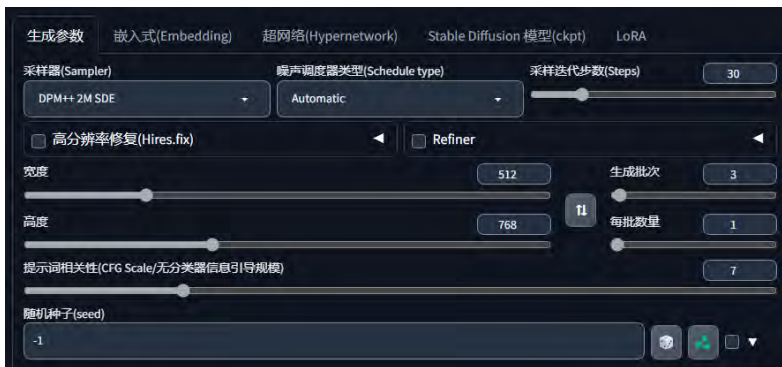 生成参数 嵌入式(Embedding) 超网络(Hypernetwork) Stable Diffusion 模型(ckpt) LoRA
采样器(Sampler) 噪声调度器类型(Schedule type) 采样迭代步数(Steps) 30
DPM++ 2M SDE Automatic
高分辨率修复(Hires.fix) Refiner
宽度 512 生成批次 3
高度 768 每批数量 1
提示词相关性(CFG Scale/无分类器信息引导规模) 7
随机种子(seed)
-1